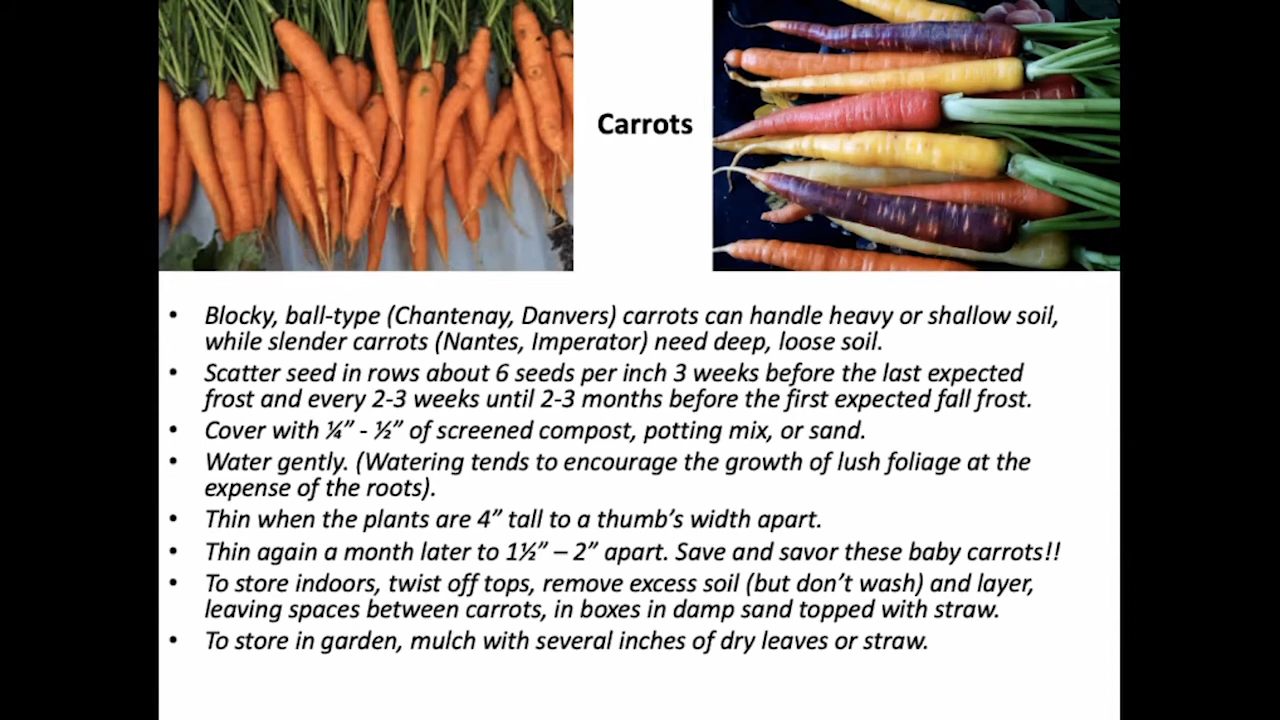 Carrots
• Blocky, ball-type (Chantenay, Danvers) carrots can handle heavy or shallow soil,
while slender carrots (Nantes, Imperator) need deep, loose soil.
• Scatter seed in rows about 6 seeds per inch 3 weeks before the last expected
frost and every 2-3 weeks until 2-3 months before the first expected fall frost.
• Cover with ¼” - ½” of screened compost, potting mix, or sand.
• Water gently. (Watering tends to encourage the growth of lush foliage at the
expense of the roots).
• Thin when the plants are 4” tall to a thumb’s width apart.
• Thin again a month later to 1½” – 2” apart. Save and savor these baby carrots!!
• To store indoors, twist off tops, remove excess soil (but don’t wash) and layer,
leaving spaces between carrots, in boxes in damp sand topped with straw.
• To store in garden, mulch with several inches of dry leaves or straw.